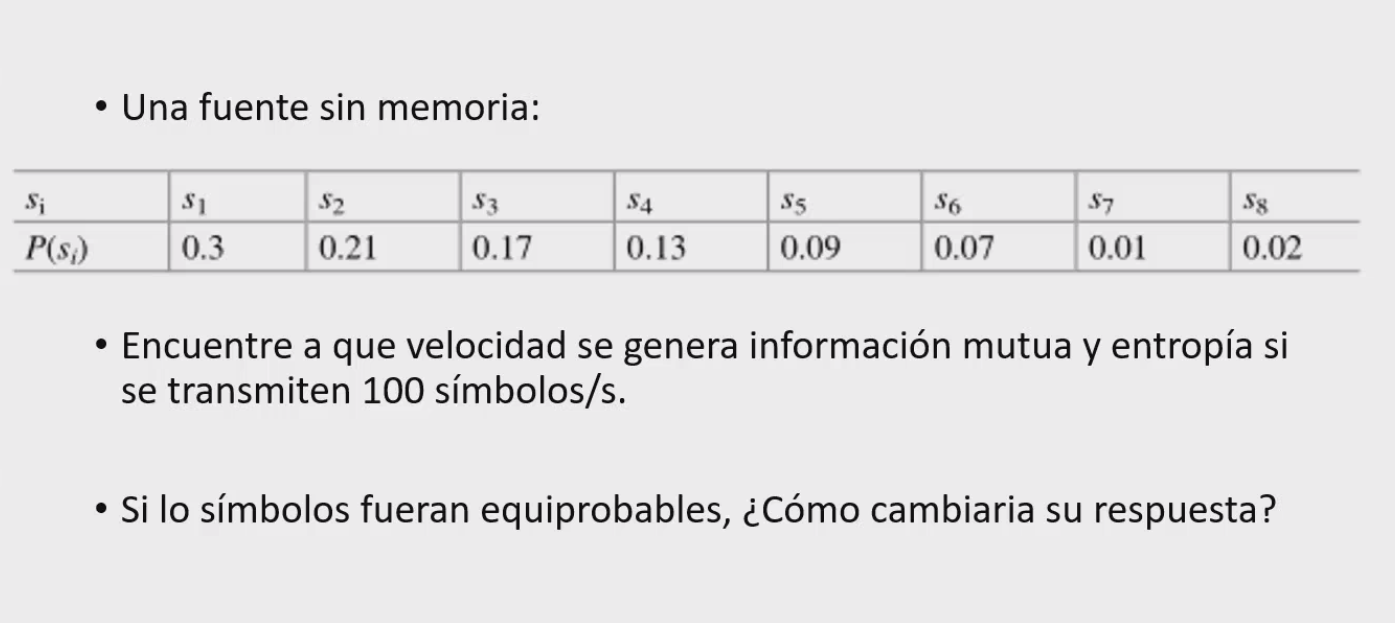 • Una fuente sin memoria:
si s1 s2 s3 s4 s5 s6 s7 s8
P(si) 0.3 0.21 0.17 0.13 0.09 0.07 0.01 0.02
• Encuentre a que velocidad se genera información mutua y entropía si
se transmiten 100 símbolos/s.
• Si lo símbolos fueran equiprobables, ¿Cómo cambiaria su respuesta?